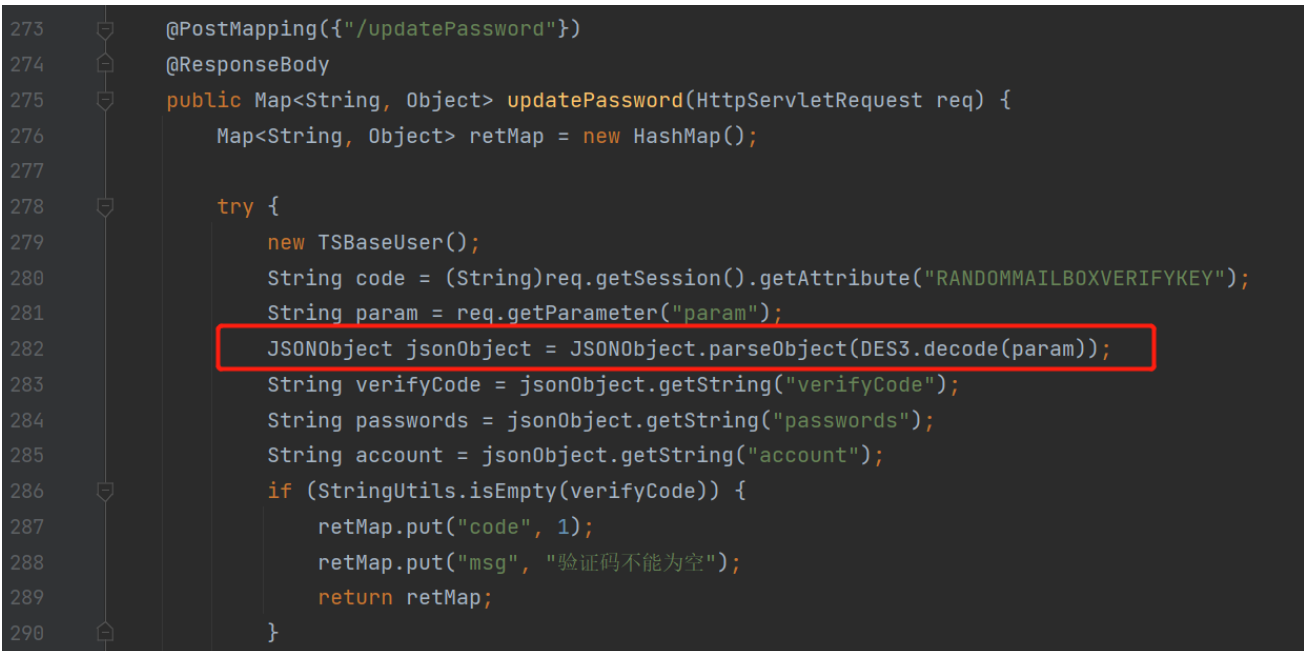 273 @PostMapping({"/updatePassword"})
274 @ResponseBody
275 public Map<String, Object> updatePassword(HttpServletRequest req) {
276 Map<String, Object> retMap = new HashMap();
277
278 try {
279 new TSBaseUser();
280 String code = (String)req.getSession().getAttribute("RANDOMMAILBOXVERIFYKEY");
281 String param = req.getParameter("param");
282 JSONObject jsonObject = JSONObject.parseObject(DES3.decode(param));
283 String verifyCode = jsonObject.getString("verifyCode");
284 String passwords = jsonObject.getString("passwords");
285 String account = jsonObject.getString("account");
286 if (StringUtils.isEmpty(verifyCode)) {
287 retMap.put("code", 1);
288 retMap.put("msg", "验证码不能为空");
289 return retMap;
290 }